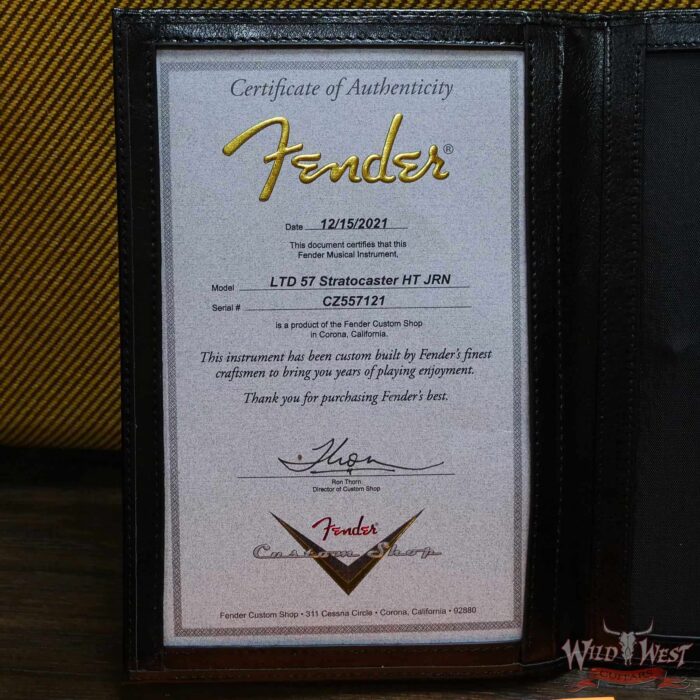 Certificate of Authenticity
Fender®
Date 12/15/2021
This document certifies that this
Fender Musical Instrument,
Model LTD 57 Stratocaster HT JRN
Serial # CZ557121
is a product of the Fender Custom Shop
in Corona, California.
This instrument has been custom built by Fender's finest
craftsmen to bring you years of playing enjoyment.
Thank you for purchasing Fender's best.
Thorn
Ron Thorn
Director of Custom Shop
Fender
Custom Shop
Fender Custom Shop • 311 Cessna Circle • Corona, California • 92880
WILD WEST
GUITARS